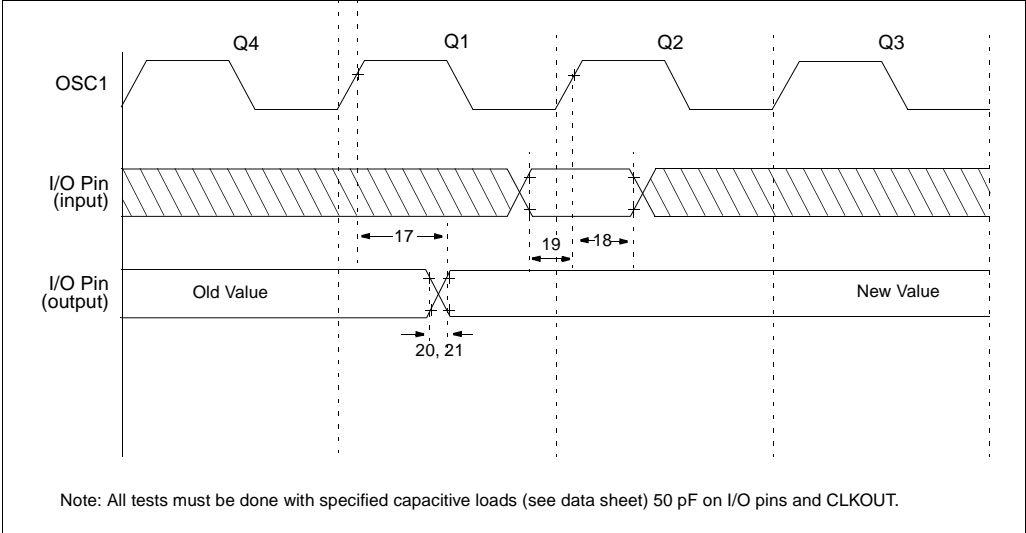 Q4 Q1 Q2 Q3
OSC1
I/O Pin
(input)
17
19
18
I/O Pin
(output)
Old Value
New Value
20, 21
Note: All tests must be done with specified capacitive loads (see data sheet) 50 pF on I/O pins and CLKOUT.